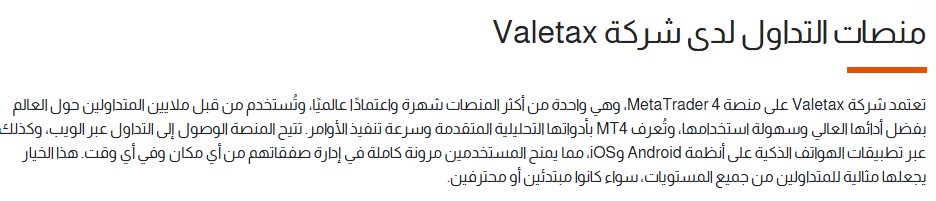 منصات التداول لدى شركة Valetax
تعتمد شركة Valetax على منصة MetaTrader 4، وهي واحدة من أكثر المنصات شهرة واعتمادًا عالميًا، وتُستخدم من قبل ملايين المتداولين حول العالم
بفضل أدائها العالي وسهولة استخدامها، وتُعرف MT4 بأدواتها التحليلية المتقدمة وسرعة تنفيذ الأوامر. تتيح المنصة الوصول إلى التداول عبر الويب، وكذلك
عبر تطبيقات الهواتف الذكية على أنظمة Android وiOS، مما يمنح المستخدمين مرونة كاملة في إدارة صفقاتهم من أي مكان وفي أي وقت. هذا الخيار
يجعلها مثالية للمتداولين من جميع المستويات، سواء كانوا مبتدئين أو محترفين.